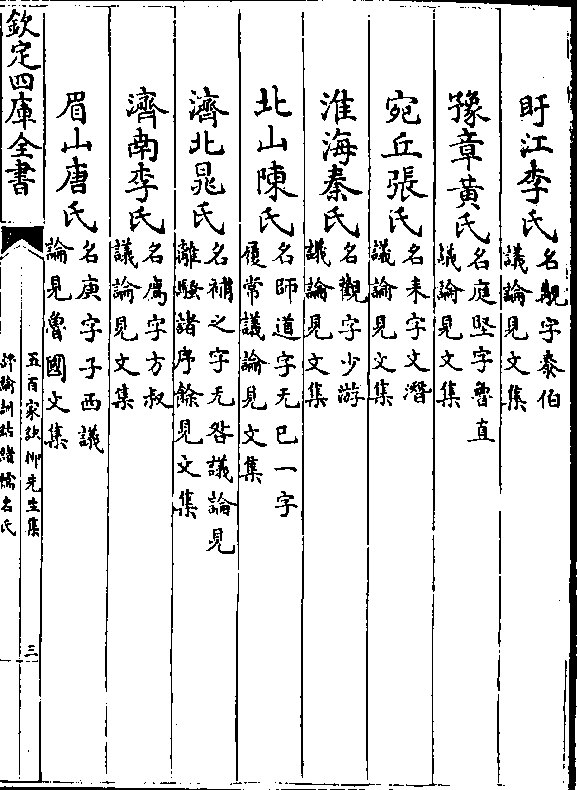 盱江李氏
名覯字泰伯
議論見文集
豫章黃氏
名庭堅字魯直
議論見文集
宛丘張氏
名耒字文潛
議論見文集
淮海秦氏
名觀字少游
議論見文集
北山陳氏
名師道字无已一字
履常議論見文集
濟北晁氏
名補之字无咎議論見
離騷諸序餘見文集
濟南李氏
名廌字方叔
議論見文集
眉山唐氏
名庚字子西議
論見魯國文集
欽定四庫全書
五百家註柳先生集
評論訓詁諸儒名氏
三